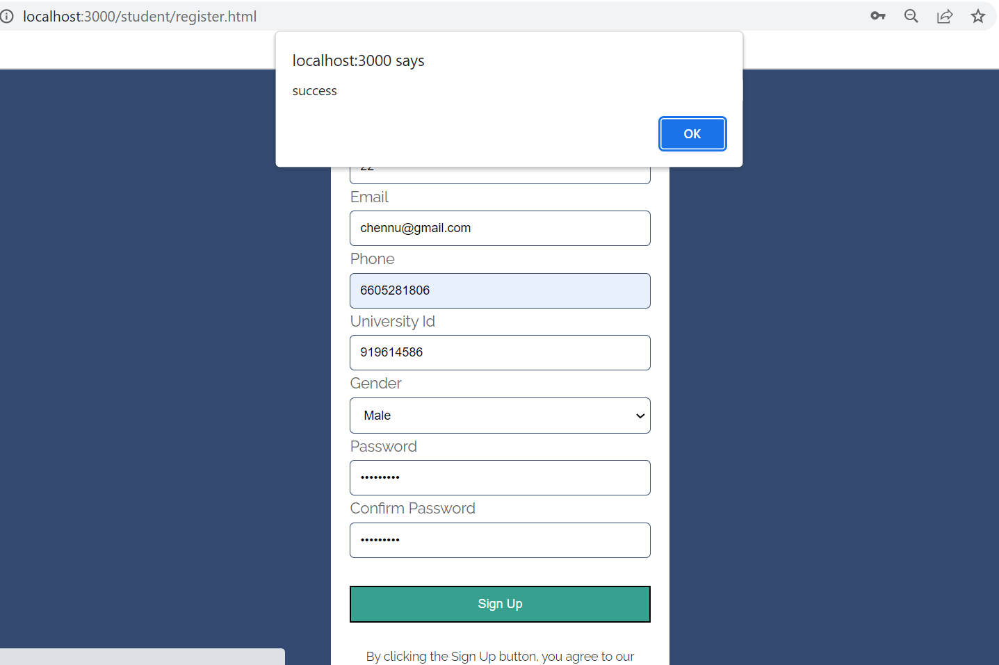 localhost:3000/student/register.html
localhost:3000 says
success
OK
22
Email
chennu@gmail.com
Phone
6605281806
University Id
919614586
Gender
Male
Password
•••••••••
Confirm Password
•••••••••
Sign Up
By clicking the Sign Up button, you agree to our